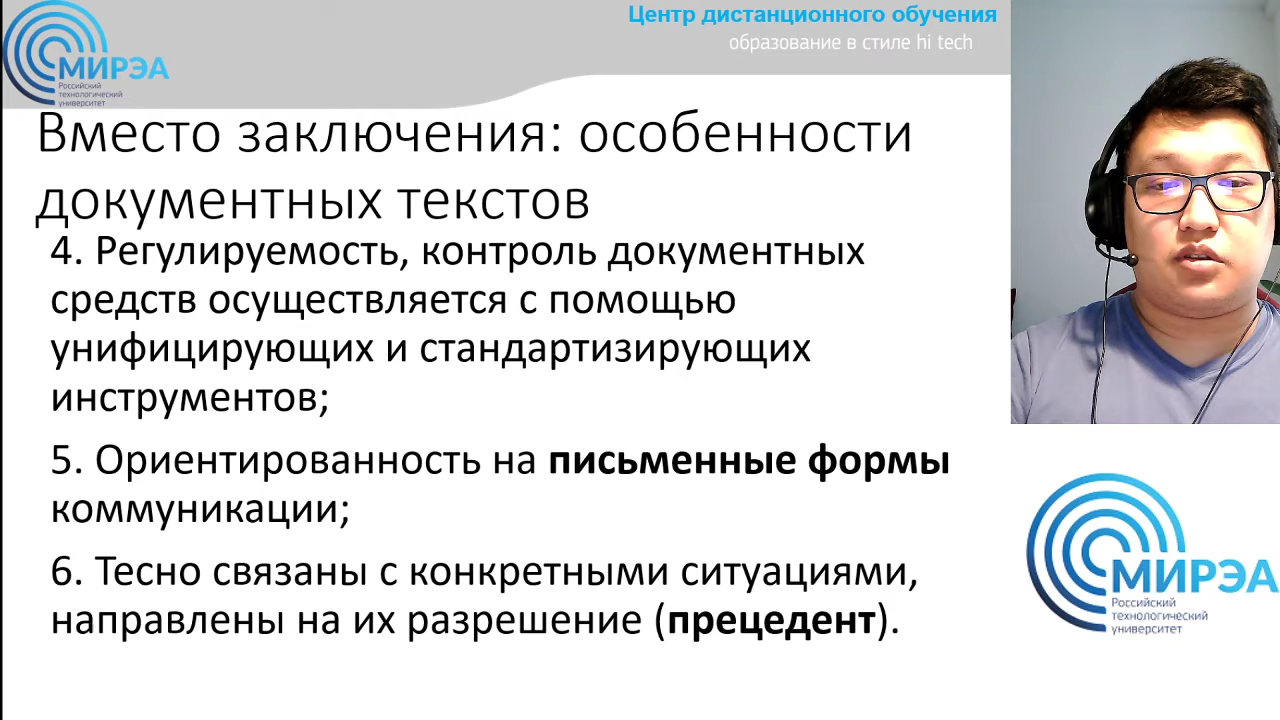 МИРЭА
Российский
технологический
университет
Центр дистанционного обучения
образование в стиле hi tech
Вместо заключения: особенности
документных текстов
4. Регулируемость, контроль документных
средств осуществляется с помощью
унифицирующих и стандартизирующих
инструментов;
5. Ориентированность на письменные формы
коммуникации;
6. Тесно связаны с конкретными ситуациями,
направлены на их разрешение (прецедент).
МИРЭА
Российский
технологический
университет